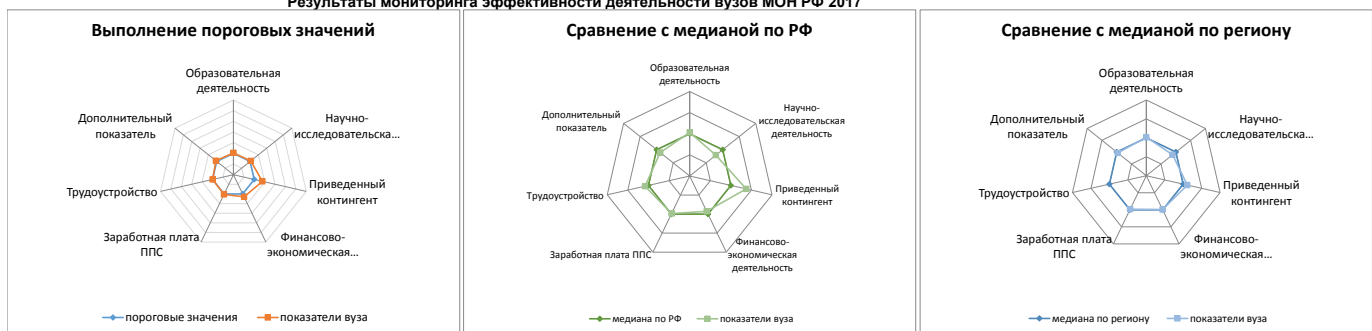 Результаты мониторинга эффективности деятельности вузов МОН РФ 2017
Выполнение пороговых значений
Образовательная
деятельность
Научно-
исследовательска...
Приведенный
контингент
Финансово-
экономическая...
Заработная плата
ППС
Трудоустройство
Дополнительный
показатель
пороговые значения
показатели вуза
Сравнение с медианой по РФ
Образовательная
деятельность
Научно-
исследовательская
деятельность
Приведенный
контингент
Финансово-
экономическая
деятельность
Заработная плата ППС
Трудоустройство
Дополнительный
показатель
медиана по РФ
показатели вуза
Сравнение с медианой по региону
Образовательная
деятельность
Научно-
исследовательска...
Приведенный
контингент
Финансово-
экономическая...
Заработная плата
ППС
Трудоустройство
Дополнительный
показатель
медиана по региону
показатели вуза